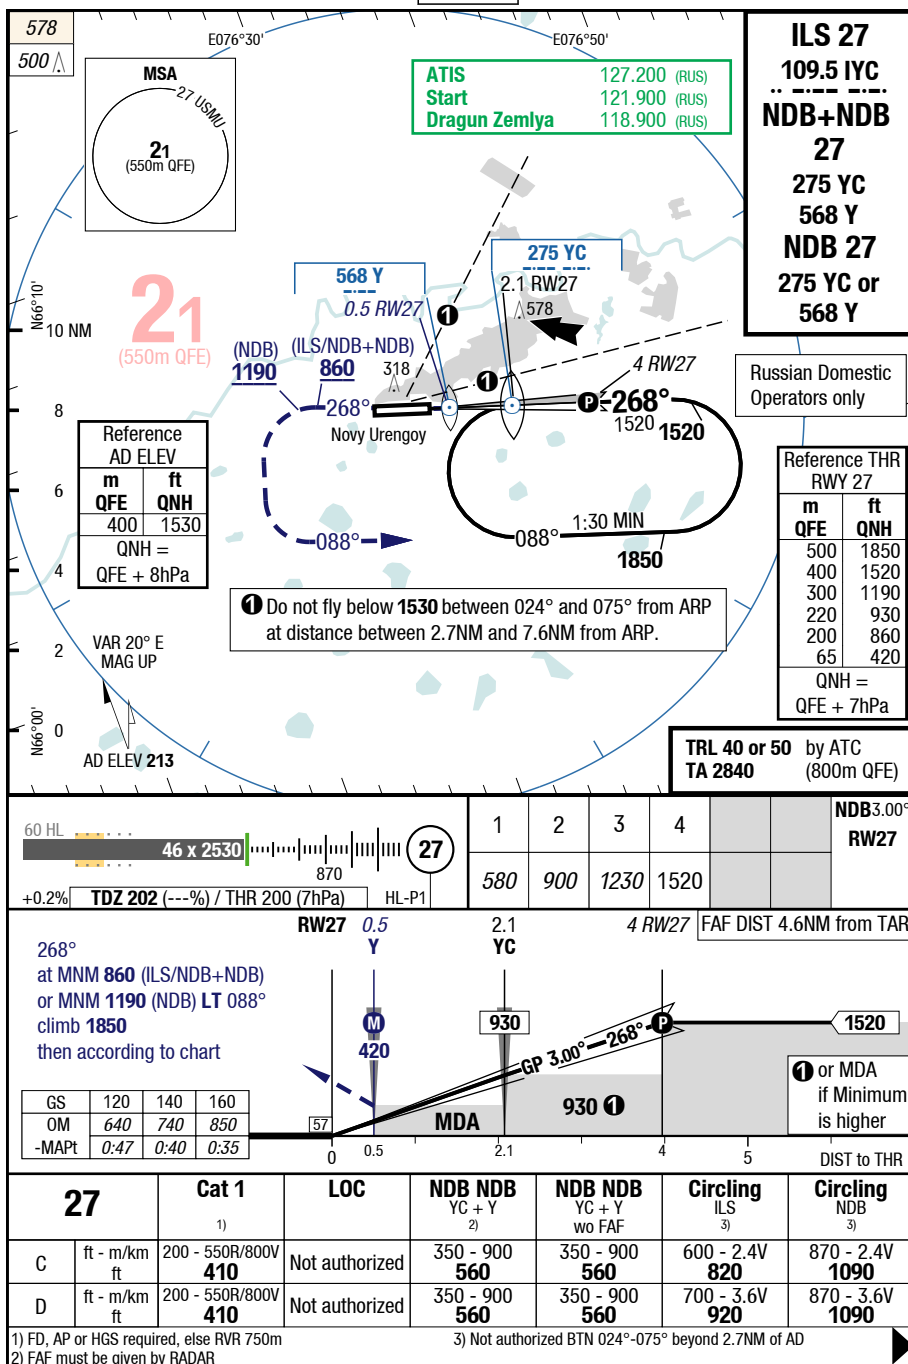 578
500
E076°30'
E076°50'
MSA
27 USMU
21
(550m QFE)
ATIS 127.200 (RUS)
Start 121.900 (RUS)
Dragun Zemlya 118.900 (RUS)
ILS 27
109.5 IYC
NDB+NDB
27
275 YC
568 Y
NDB 27
275 YC or
568 Y
N66°10'
10 NM
21
(550m QFE)
568 Y
0.5 RW27
275 YC
2.1 RW27
578
1
(NDB)
1190
(ILS/NDB+NDB)
860
318
1
4 RW27
Russian Domestic
Operators only
8
268°
P
268°
1520
1520
Novy Urengoy
Reference
AD ELEV
m ft
QFE QNH
400 1530
QNH =
QFE + 8hPa
6
4
088°
088°
1:30 MIN
1850
Reference THR
RWY 27
m ft
QFE QNH
500 1850
400 1520
300 1190
220 930
200 860
65 420
QNH =
QFE + 7hPa
1 Do not fly below 1530 between 024° and 075° from ARP
at distance between 2.7NM and 7.6NM from ARP.
VAR 20° E
MAG UP
2
N66°00'
0
AD ELEV 213
TRL 40 or 50 by ATC
TA 2840 (800m QFE)
60 HL
46 x 2530
27
870
+0.2%
TDZ 202 (---%) / THR 200 (7hPa)
HL-P1
1 2 3 4
NDB 3.00°
RW27
580 900 1230 1520
RW27
0.5
Y
2.1
YC
4 RW27
FAF DIST 4.6NM from TAR
268°
at MNM 860 (ILS/NDB+NDB)
or MNM 1190 (NDB) LT 088°
climb 1850
then according to chart
M
420
930
GP 3.00°
268°
P
1520
MDA
930 1
1 or MDA
if Minimum
is higher
GS 120 140 160
OM 640 740 850
-MAPt 0:47 0:40 0:35
57
0 0.5 2.1 4 5 DIST to THR
27
Cat 1
1)
LOC
NDB NDB
YC + Y
2)
NDB NDB
YC + Y
wo FAF
Circling
ILS
3)
Circling
NDB
3)
C ft - m/km 200 - 550R/800V Not authorized 350 - 900 350 - 900 600 - 2.4V 870 - 2.4V
ft 410 560 560 820 1090
D ft - m/km 200 - 550R/800V Not authorized 350 - 900 350 - 900 700 - 3.6V 870 - 3.6V
ft 410 560 560 920 1090
1) FD, AP or HGS required, else RVR 750m
3) Not authorized BTN 024°-075° beyond 2.7NM of AD
2) FAF must be given by RADAR